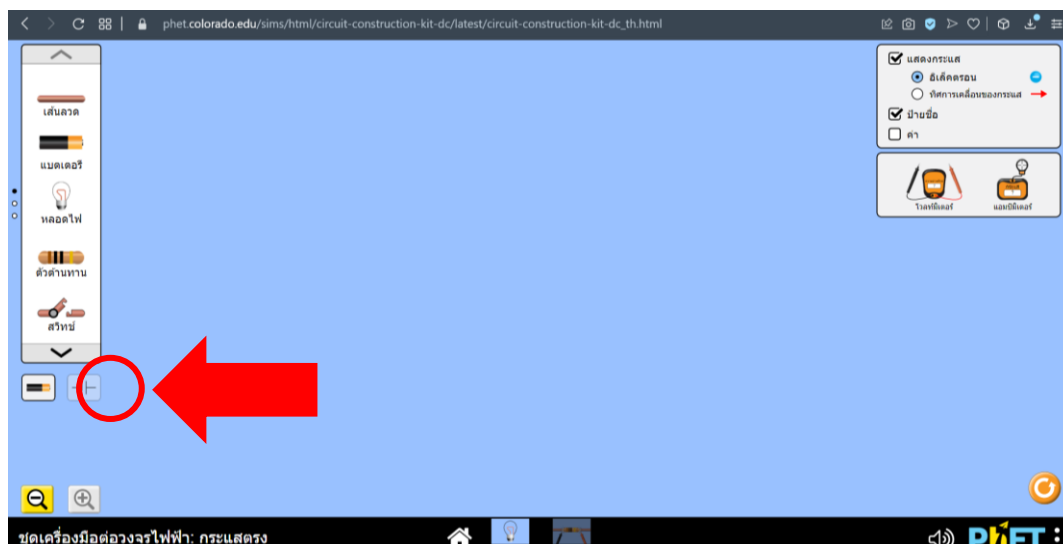 phet.colorado.edu/sims/html/circuit-construction-kit-dc/latest/circuit-construction-kit-dc_th.html
เส้นลวด
แบตเตอรี
หลอดไฟ
ตัวต้านทาน
สวิทช์
แสดงกระแส
อิเล็คตรอน
ทิศการเคลื่อนของกระแส
ป้ายชื่อ
ค่า
โวลท์มิเตอร์
แอมป์มิเตอร์
ชุดเครื่องมือต่อวงจรไฟฟ้า: กระแสตรง
PhET